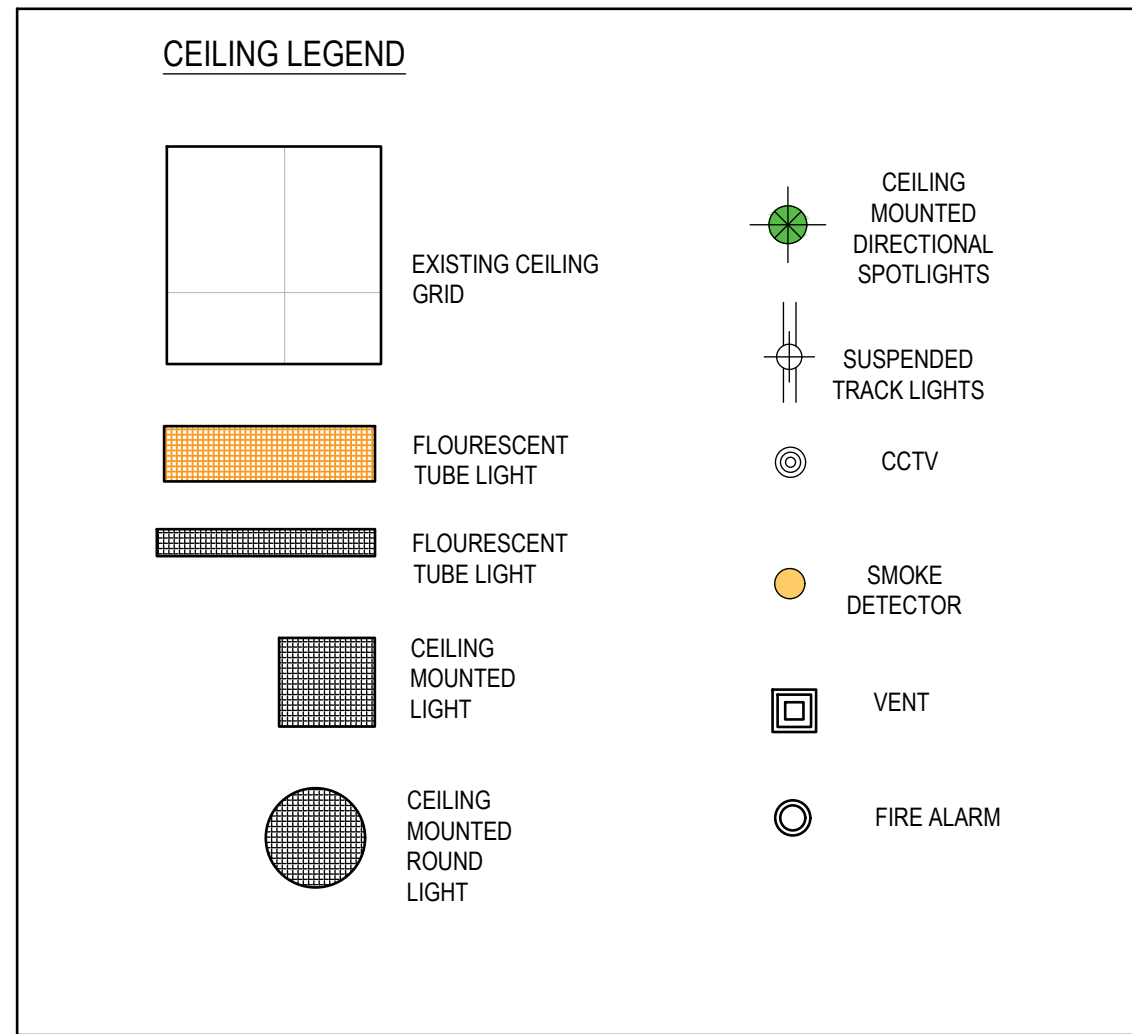 CEILING LEGEND
EXISTING CEILING
GRID
FLOURESCENT
TUBE LIGHT
FLOURESCENT
TUBE LIGHT
CEILING
MOUNTED
LIGHT
CEILING
MOUNTED
ROUND
LIGHT
CEILING
MOUNTED
DIRECTIONAL
SPOTLIGHTS
SUSPENDED
TRACK LIGHTS
CCTV
SMOKE
DETECTOR
VENT
FIRE ALARM